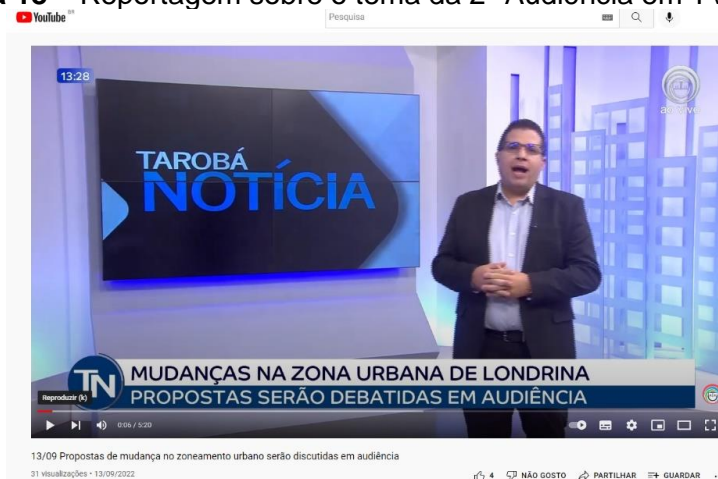 Reportagem sobre o tema da 2ª Audiência em
YouTube BR
Pesquisa
13:28
TAROBÁ
NOTÍCIA
TN
MUDANÇAS NA ZONA URBANA DE LONDRINA
PROPOSTAS SERÃO DEBATIDAS EM AUDIÊNCIA
Reproduzir (k)
0:06 / 5:20
13/09 Propostas de mudança no zoneamento urbano serão discutidas em audiência
31 visualizações • 13/09/2022
4 NÃO GOSTO PARTILHAR GUARDAR